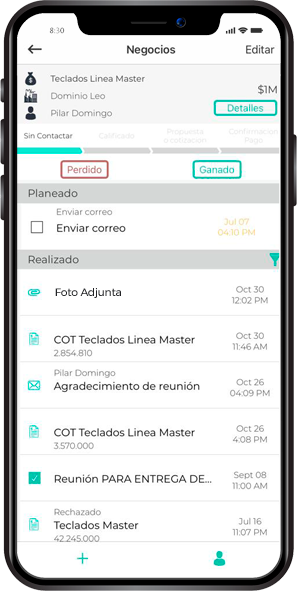 8:30
Negocios
Editar
Teclados Linea Master
Dominio Leo
$1M
Pilar Domingo
Detalles
Sin Contactar
Calificado
Propuesta
Confirmacion
Pago
Perdido
Ganado
Planeado
Enviar correo
Enviar correo
Jul 07
04:10 PM
Realizado
Foto Adjunta
Oct 30
12:02 PM
COT Teclados Linea Master
2.854.810
Oct 30
11:46 AM
Pilar Domingo
Agradecimiento de reunión
Oct 26
04:09 PM
COT Teclados Linea Master
3.570.000
Oct 26
4:08 PM
Reunión PARA ENTREGA DE...
Sept 08
11:00 AM
Rechazado
Teclados Master
42.245.000
Jul 16
11:07 PM